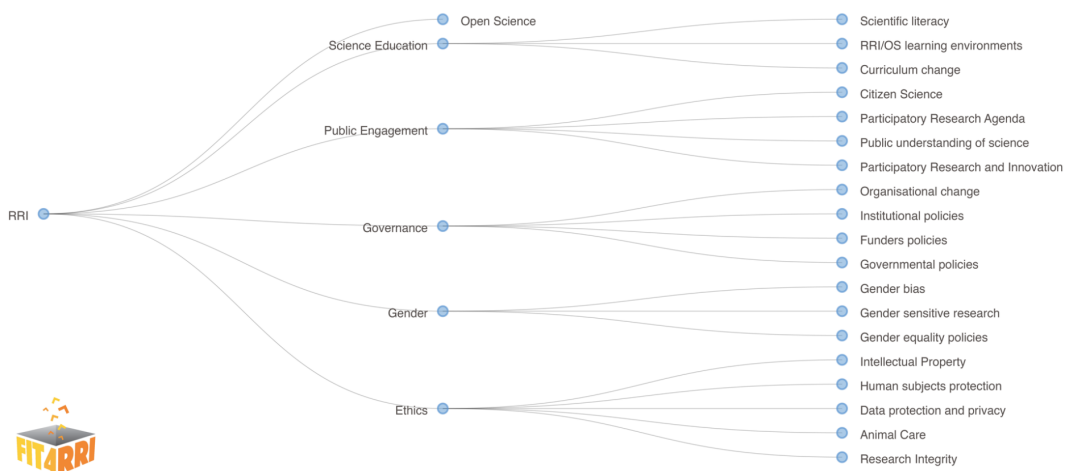 RRI
Open Science
Science Education
Scientific literacy
RRI/OS learning environments
Curriculum change
Public Engagement
Citizen Science
Participatory Research Agenda
Public understanding of science
Participatory Research and Innovation
Governance
Organisational change
Institutional policies
Funders policies
Governmental policies
Gender
Gender bias
Gender sensitive research
Gender equality policies
Ethics
Intellectual Property
Human subjects protection
Data protection and privacy
Animal Care
Research Integrity
FIT4RRI